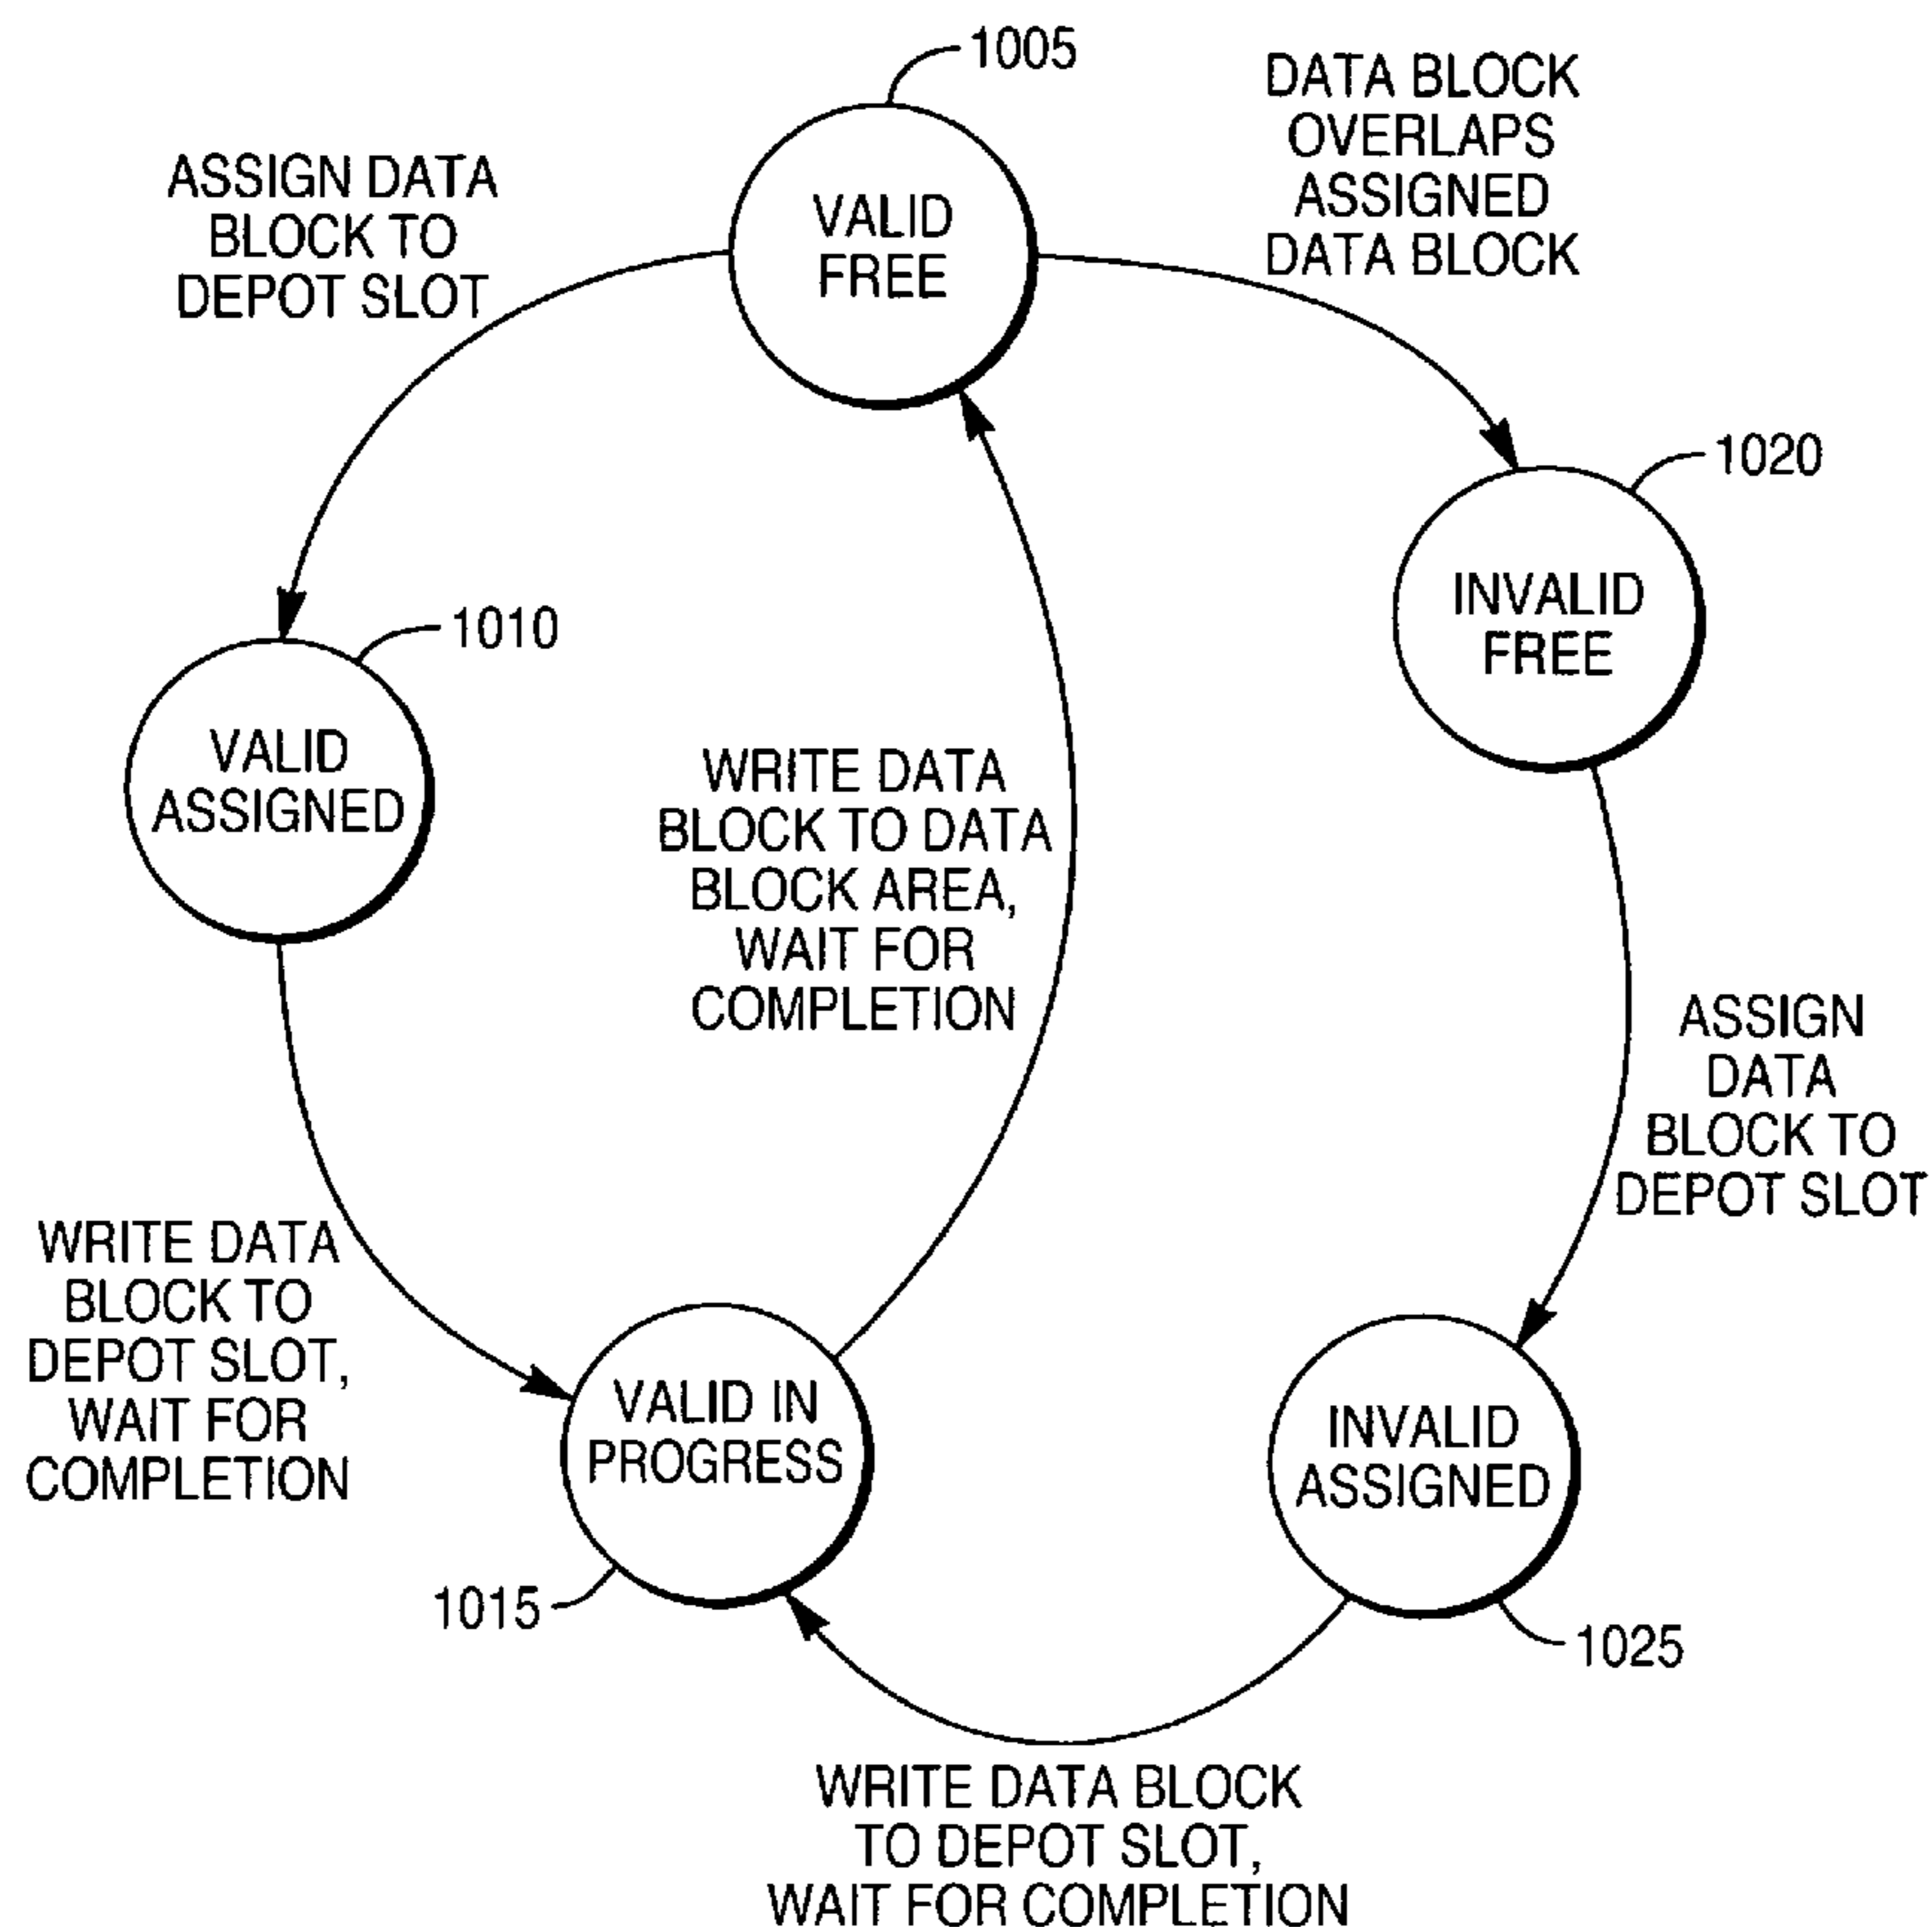 1005
DATA BLOCK
OVERLAPS
ASSIGNED
DATA BLOCK
ASSIGN DATA
BLOCK TO
DEPOT SLOT
VALID
FREE
1020
INVALID
FREE
1010
VALID
ASSIGNED
WRITE DATA
BLOCK TO DATA
BLOCK AREA,
WAIT FOR
COMPLETION
ASSIGN
DATA
BLOCK TO
DEPOT SLOT
WRITE DATA
BLOCK TO
DEPOT SLOT,
WAIT FOR
COMPLETION
VALID IN
PROGRESS
INVALID
ASSIGNED
1015
1025
WRITE DATA BLOCK
TO DEPOT SLOT,
WAIT FOR COMPLETION